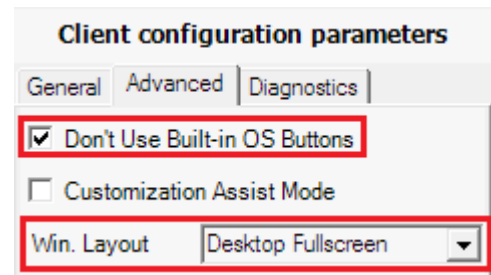 Client configuration parameters
General Advanced Diagnostics
Don't Use Built-in OS Buttons
Customization Assist Mode
Win. Layout Desktop Fullscreen